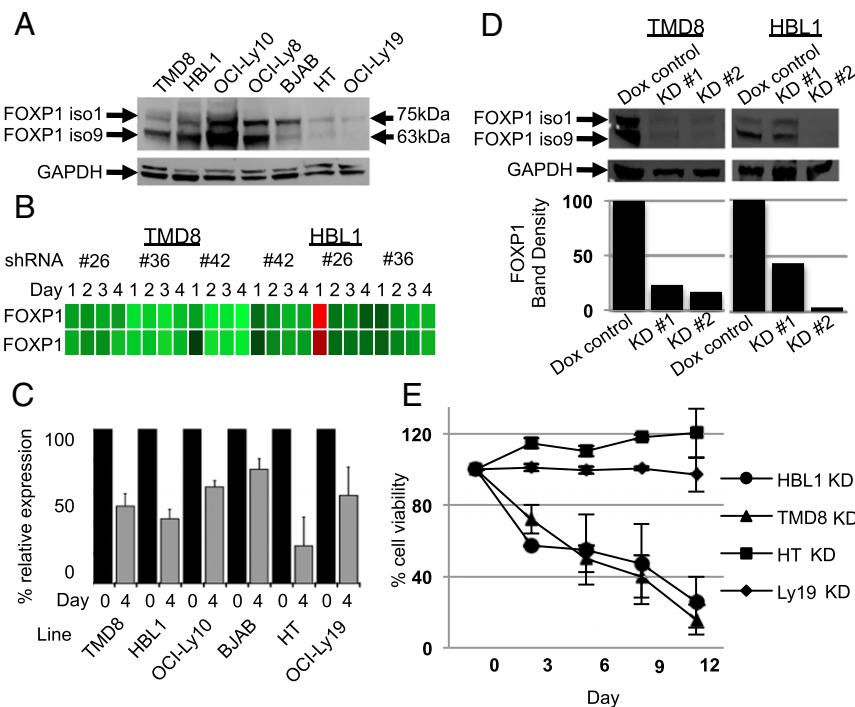 A
TMD8 HBL1 OCI-Ly10 OCI-Ly8 BJAB HT OCI-Ly19
FOXP1 iso1 75kDa
FOXP1 iso9 63kDa
GAPDH
B
TMD8 HBL1
shRNA #26 #36 #42 #42 #26 #36
Day 1 2 3 4 1 2 3 4 1 2 3 4 1 2 3 4 1 2 3 4 1 2 3 4
FOXP1
FOXP1
C
% relative expression
100
50
0
Day 0 4 0 4 0 4 0 4 0 4 0 4
Line TMD8 HBL1 OCI-Ly10 BJAB HT OCI-Ly19
D
TMD8 HBL1
Dox control KD #1 KD #2 Dox control KD #1 KD #2
FOXP1 iso1
FOXP1 iso9
GAPDH
FOXP1
Band Density
100
50
0
Dox control KD #1 KD #2 Dox control KD #1 KD #2
E
% cell viability
120
80
40
0
0 3 6 9 12
Day
HBL1 KD
TMD8 KD
HT KD
Ly19 KD